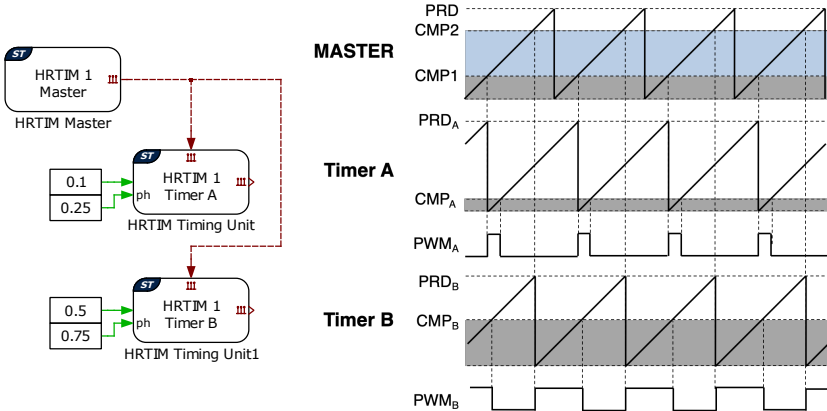 ST
HRTIM 1
Master
HRTIM Master
ST
HRTIM 1
Timer A
ph
HRTIM Timing Unit
0.1
0.25
ST
HRTIM 1
Timer B
ph
HRTIM Timing Unit1
0.5
0.75
MASTER
PRD
CMP2
CMP1
Timer A
PRDA
CMPA
PWMA
Timer B
PRDB
CMPB
PWMB